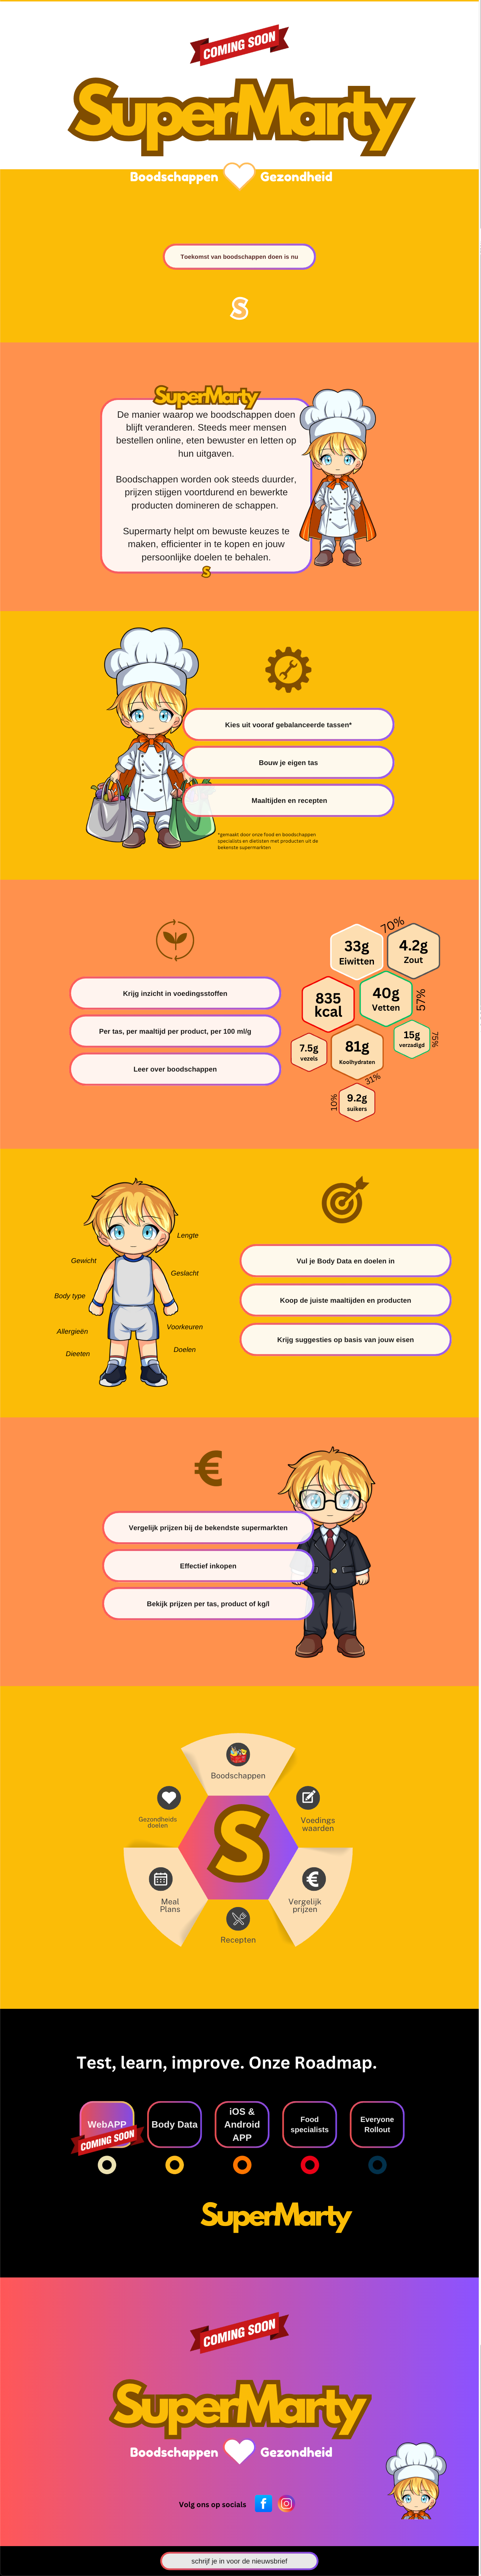 COMING SOON
SuperMarty
Boodschappen Gezondheid
Toekomst van boodschappen doen is nu
S
SuperMarty
De manier waarop we boodschappen doen
blijft veranderen. Steeds meer mensen
bestellen online, eten bewuster en letten op
hun uitgaven.
Boodschappen worden ook steeds duurder,
prijzen stijgen voortdurend en bewerkte
producten domineren de schappen.
Supermarty helpt om bewuste keuzes te
maken, efficienter in te kopen en jouw
persoonlijke doelen te behalen.
S
Kies uit vooraf gebalanceerde tassen*
Bouw je eigen tas
Maaltijden en recepten
*gemaakt door onze food en boodschappen
specialists en dietisten met producten uit de
bekenste supermarkten
Krijg inzicht in voedingsstoffen
Per tas, per maaltijd per product, per 100 ml/g
Leer over boodschappen
70%
33g
Eiwitten
4.2g
Zout
835
kcal
40g
Vetten
57%
7.5g
vezels
81g
Koolhydraten
15g
verzadigd
75%
31%
10%
9.2g
suikers
Lengte
Gewicht
Geslacht
Body type
Voorkeuren
Allergieën
Doelen
Dieeten
Vul je Body Data en doelen in
Koop de juiste maaltijden en producten
Krijg suggesties op basis van jouw eisen
€
Vergelijk prijzen bij de bekendste supermarkten
Effectief inkopen
Bekijk prijzen per tas, product of kg/l
Boodschappen
Gezondheids
doelen
Voedings
waarden
S
Meal
Plans
€
Vergelijk
prijzen
Recepten
Test, learn, improve. Onze Roadmap.
WebAPP
COMING SOON
Body Data
iOS &
Android
APP
Food
specialists
Everyone
Rollout
SuperMarty
COMING SOON
SuperMarty
Boodschappen Gezondheid
Volg ons op socials
schrijf je in voor de nieuwsbrief